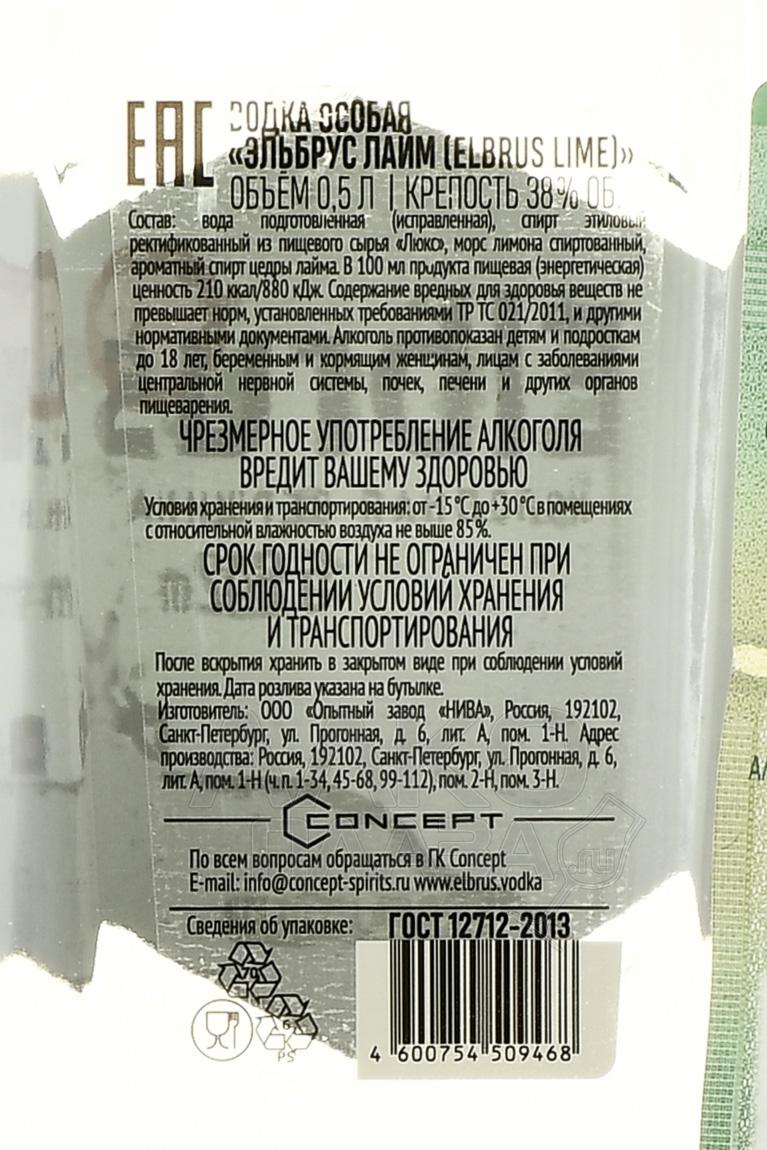 EAC
ВОДКА ОСОБАЯ
«ЭЛЬБРУС ЛАЙМ (ELBRUS LIME)»
ОБЪЁМ 0,5 Л | КРЕПОСТЬ 38% ОБ.
Состав: вода подготовленная (исправленная), спирт этиловый
ректификованный из пищевого сырья «Люкс», морс лимона спиртованный,
ароматный спирт цедры лайма. В 100 мл продукта пищевая (энергетическая)
ценность 210 ккал/880 кДж. Содержание вредных для здоровья веществ не
превышает норм, установленных требованиями ТР ТС 021/2011, и другими
нормативными документами. Алкоголь противопоказан детям и подросткам
до 18 лет, беременным и кормящим женщинам, лицам с заболеваниями
центральной нервной системы, почек, печени и других органов
пищеварения.
ЧРЕЗМЕРНОЕ УПОТРЕБЛЕНИЕ АЛКОГОЛЯ
ВРЕДИТ ВАШЕМУ ЗДОРОВЬЮ
Условия хранения и транспортирования: от -15 °С до +30 °С в помещениях
с относительной влажностью воздуха не выше 85%.
СРОК ГОДНОСТИ НЕ ОГРАНИЧЕН ПРИ
СОБЛЮДЕНИИ УСЛОВИЙ ХРАНЕНИЯ
И ТРАНСПОРТИРОВАНИЯ
После вскрытия хранить в закрытом виде при соблюдении условий
хранения. Дата розлива указана на бутылке.
Изготовитель: ООО «Опытный завод «НИВА», Россия, 192102,
Санкт-Петербург, ул. Прогонная, д. 6, лит. А, пом. 1-Н. Адрес
производства: Россия, 192102, Санкт-Петербург, ул. Прогонная, д. 6,
лит. А, пом. 1-Н (ч.п. 1-34, 45-68, 99-112), пом. 2-Н, пом. 3-Н.
CONCEPT
По всем вопросам обращаться в ГК Concept
E-mail: info@concept-spirits.ru www.elbrus.vodka
Сведения об упаковке: ГОСТ 12712-2013
70
6
PS
4 600754 509468